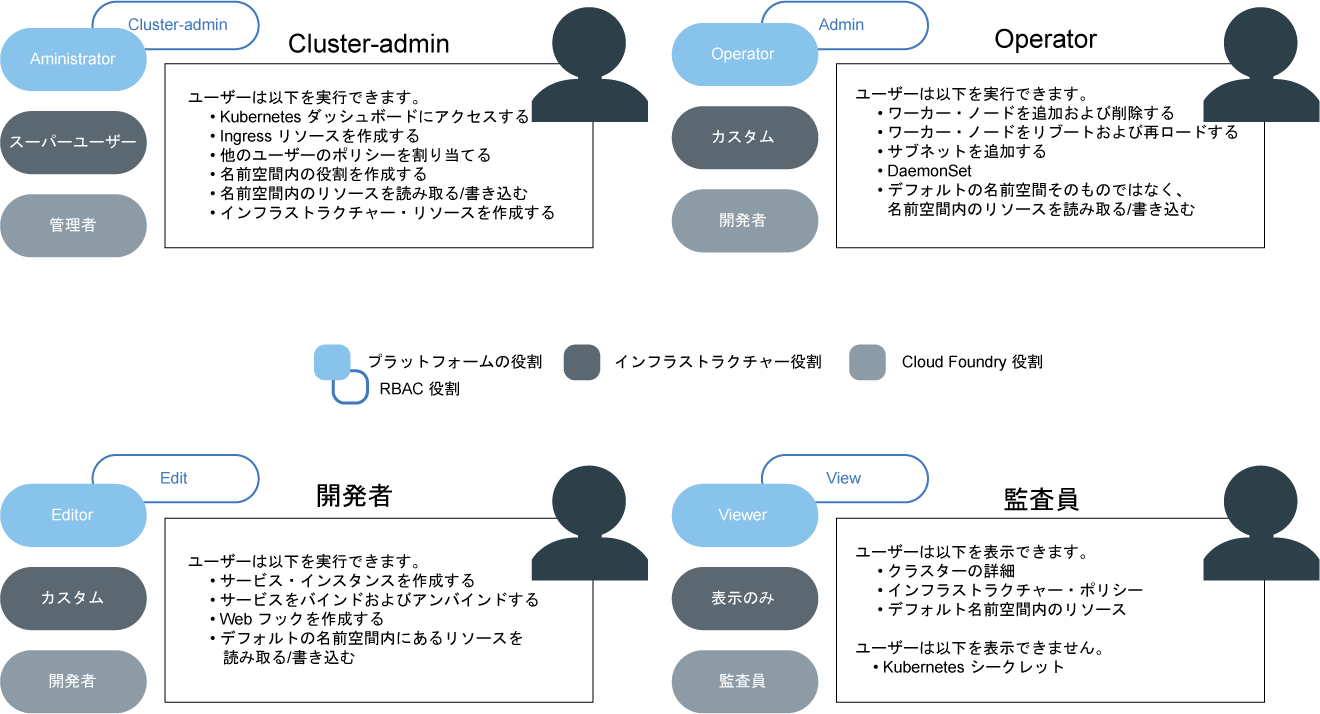 Cluster-admin
Aministrator
スーパーユーザー
管理者
Cluster-admin
ユーザーは以下を実行できます。
• Kubernetes ダッシュボードにアクセスする
• Ingress リソースを作成する
• 他のユーザーのポリシーを割り当てる
• 名前空間内の役割を作成する
• 名前空間内のリソースを読み取る/書き込む
• インフラストラクチャー・リソースを作成する
Admin
Operator
カスタム
開発者
Operator
ユーザーは以下を実行できます。
• ワーカー・ノードを追加および削除する
• ワーカー・ノードをリブートおよび再ロードする
• サブネットを追加する
• DaemonSet
• デフォルトの名前空間そのものではなく、
名前空間内のリソースを読み取る/書き込む
プラットフォームの役割
RBAC 役割
インフラストラクチャー役割
Cloud Foundry 役割
Edit
Editor
カスタム
開発者
開発者
ユーザーは以下を実行できます。
• サービス・インスタンスを作成する
• サービスをバインドおよびアンバインドする
• Web フックを作成する
• デフォルトの名前空間内にあるリソースを
読み取る/書き込む
View
Viewer
表示のみ
監査員
監査員
ユーザーは以下を表示できます。
• クラスターの詳細
• インフラストラクチャー・ポリシー
• デフォルト名前空間内のリソース
ユーザーは以下を表示できません。
• Kubernetes シークレット